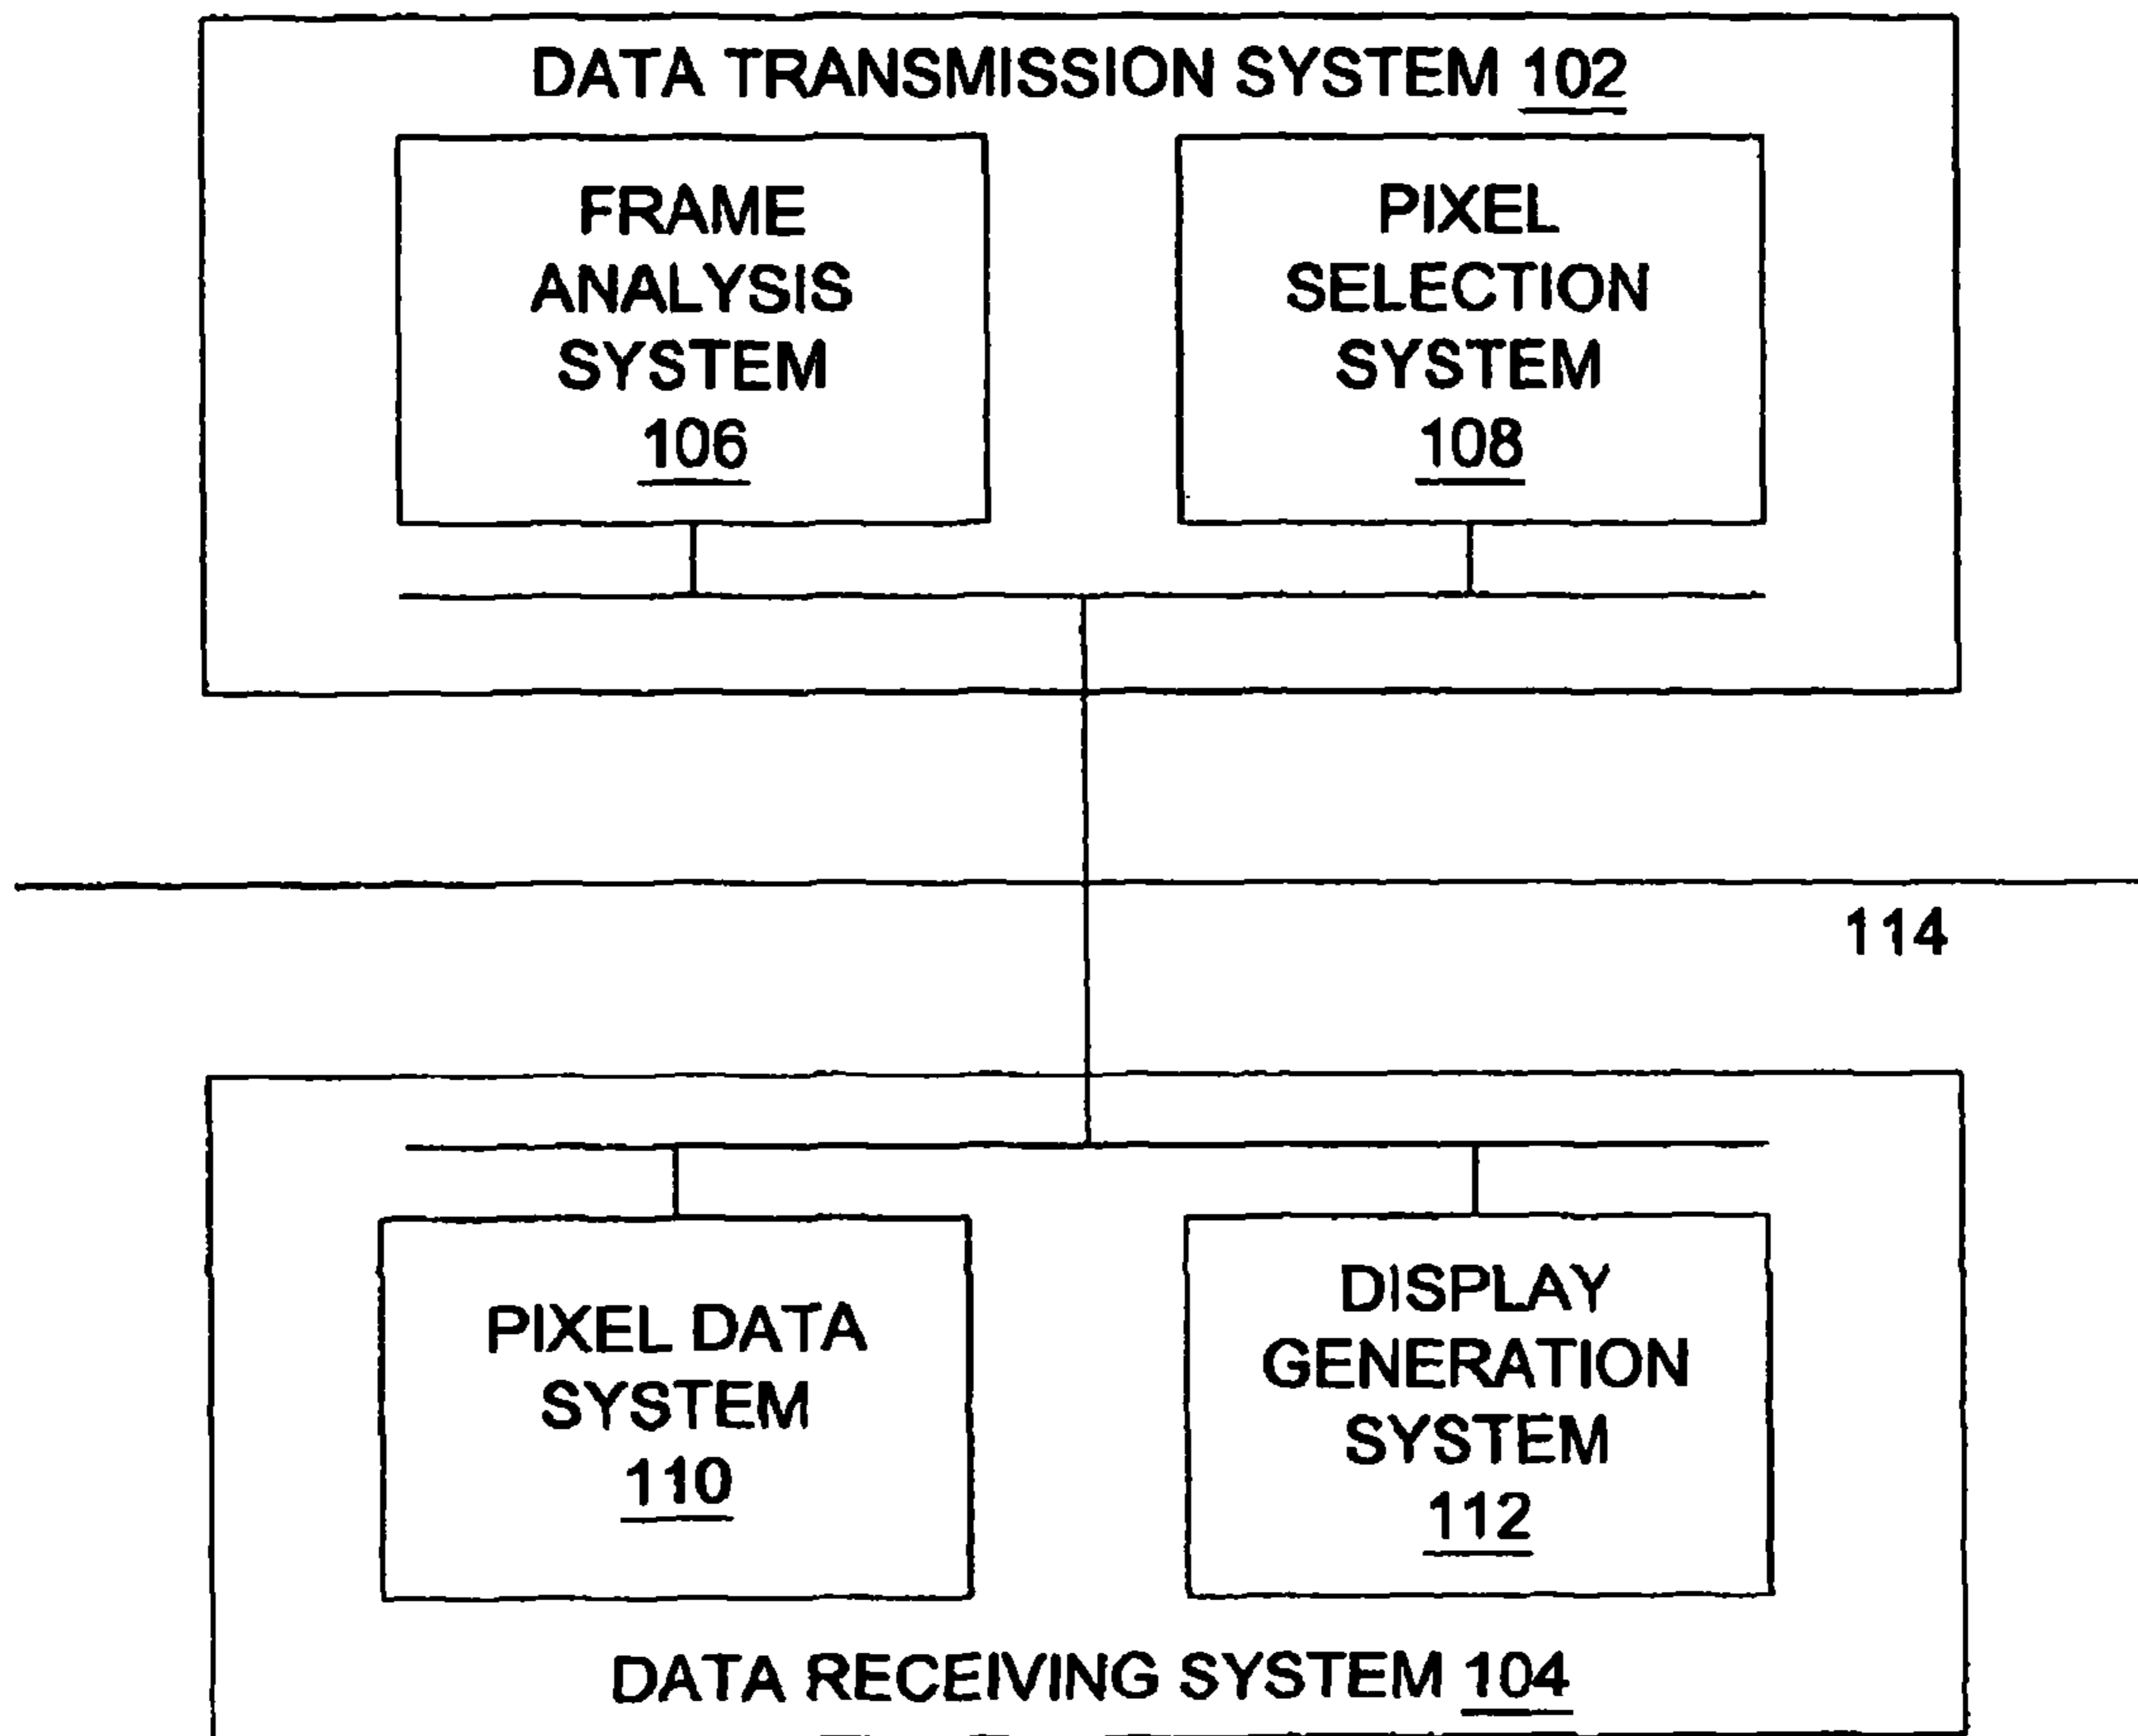 DATA TRANSMISSION SYSTEM 102
FRAME
ANALYSIS
SYSTEM
106
PIXEL
SELECTION
SYSTEM
108
114
PIXEL DATA
SYSTEM
110
DISPLAY
GENERATION
SYSTEM
112
DATA RECEIVING SYSTEM 104